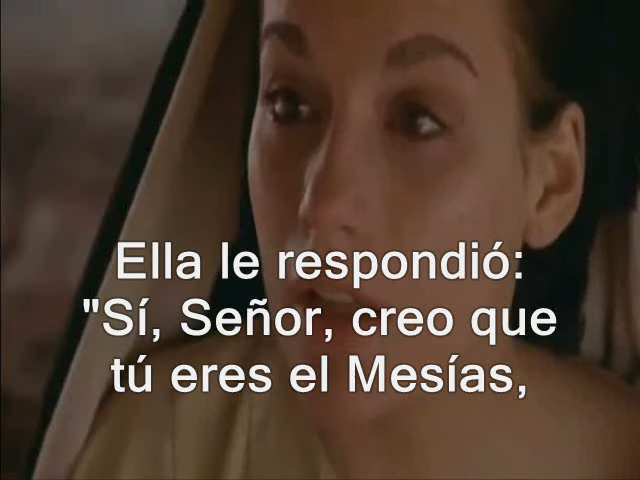 Ella le respondió:
"Sí, Señor, creo que
tú eres el Mesías,